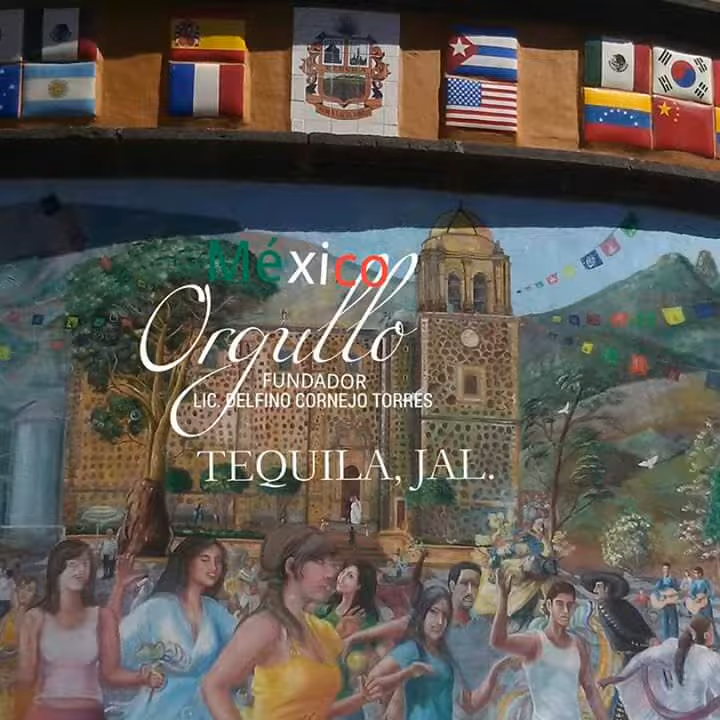 México
Orgullo
FUNDADOR
LIC. DELFINO CORNEJO TORRES
TEQUILA, JAL.